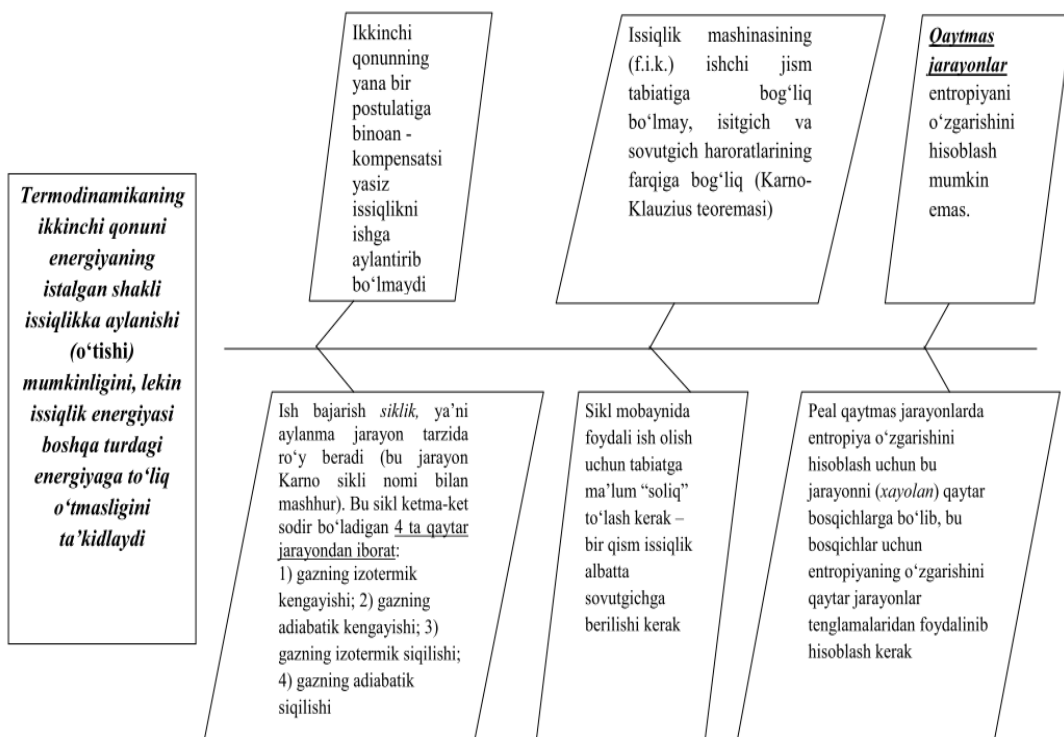 Termodinamikaning
ikkinchi qonuni
energiyaning
istalgan shakli
issiqlikka aylanishi
(o‘tishi)
mumkinligini, lekin
issiqlik energiyasi
boshqa turdagi
energiyaga to‘liq
o‘tmasligini
ta’kidlaydi
Ikkinchi
qonunning
yana bir
postulatiga
binoan -
kompensatsi
yasiz
issiqlikni
ishga
aylantirib
bo‘lmaydi
Issiqlik mashinasining
(f.i.k.) ishchi jism
tabiatiga bog‘liq
bo‘lmay, isitgich va
sovutgich haroratlarining
farqiga bog‘liq (Karno-
Klauzius teoremasi)
Qaytmas
jarayonlar
entropiyani
o‘zgarishini
hisoblash
mumkin
emas.
Ish bajarish siklik, ya’ni
aylanma jarayon tarzida
ro‘y beradi (bu jarayon
Karno sikli nomi bilan
mashhur). Bu sikl ketma-ket
sodir bo‘ladigan 4 ta qaytar
jarayondan iborat:
1) gazning izotermik
kengayishi; 2) gazning
adiabatik kengayishi; 3)
gazning izotermik siqilishi;
4) gazning adiabatik
siqilishi
Sikl mobaynida
foydali ish olish
uchun tabiatga
ma’lum “soliq”
to‘lash kerak –
bir qism issiqlik
albatta
sovutgichga
berilishi kerak
Peal qaytmas jarayonlarda
entropiya o‘zgarishini
hisoblash uchun bu
jarayonni (xayolan) qaytar
bosqichlarga bo‘lib, bu
bosqichlar uchun
entropiyaning o‘zgarishini
qaytar jarayonlar
tenglamalaridan foydalinib
hisoblash kerak